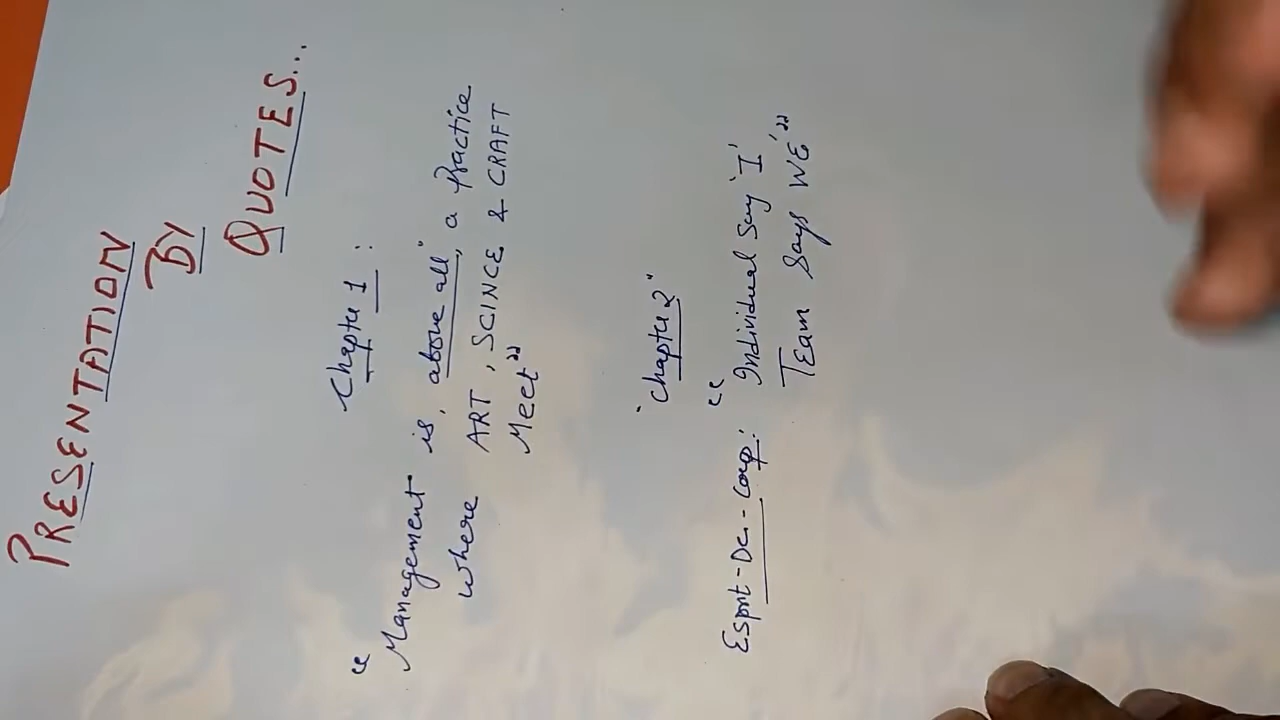 PRESENTATION
BY
QUOTES...
Chapter 1 :
“ Management is, above all", a Practice
where ART, SCINCE & CRAFT
Meet”
"Chapter 2"
Esprit-De-Corp: “ Individual Say 'I'
Team Says WE'”